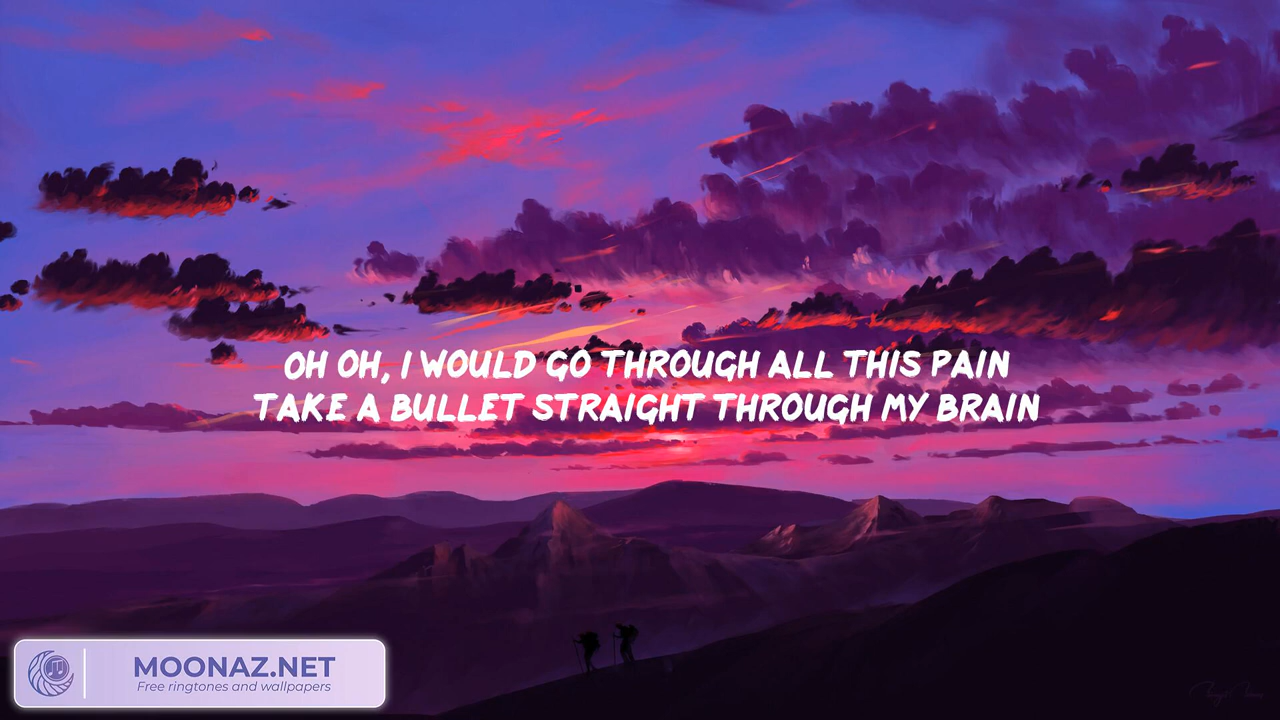 OH OH, I WOULD GO THROUGH ALL THIS PAIN
TAKE A BULLET STRAIGHT THROUGH MY BRAIN
MOONAZ.NET
Free ringtones and wallpapers